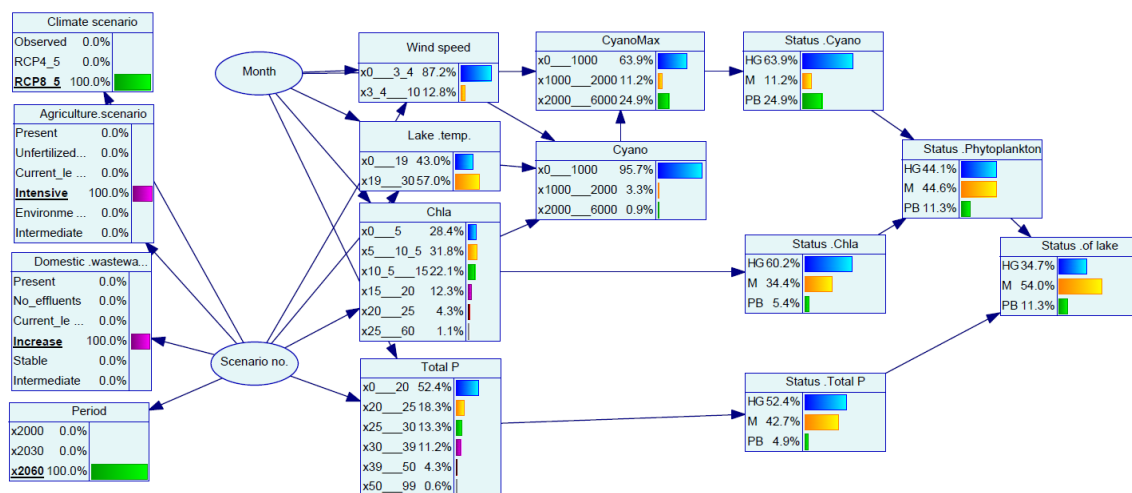 Climate scenario
Observed 0.0%
RCP4_5 0.0%
RCP8_5 100.0%
Agriculture.scenario
Present 0.0%
Unfertilized... 0.0%
Current_le ... 0.0%
Intensive 100.0%
Environme ... 0.0%
Intermediate 0.0%
Domestic .wastewa...
Present 0.0%
No_effluents 0.0%
Current_le ... 0.0%
Increase 100.0%
Stable 0.0%
Intermediate 0.0%
Period
x2000 0.0%
x2030 0.0%
x2060 100.0%
Month
Scenario no.
Wind speed
x0___3_4 87.2%
x3_4___10 12.8%
Lake .temp.
x0___19 43.0%
x19___30 57.0%
Chla
x0___5 28.4%
x5___10_5 31.8%
x10_5___15 22.1%
x15___20 12.3%
x20___25 4.3%
x25___60 1.1%
Total P
x0___20 52.4%
x20___25 18.3%
x25___30 13.3%
x30___39 11.2%
x39___50 4.3%
x50___99 0.6%
CyanoMax
x0___1000 63.9%
x1000___2000 11.2%
x2000___6000 24.9%
Cyano
x0___1000 95.7%
x1000___2000 3.3%
x2000___6000 0.9%
Status .Cyano
HG 63.9%
M 11.2%
PB 24.9%
Status .Chla
HG 60.2%
M 34.4%
PB 5.4%
Status .Total P
HG 52.4%
M 42.7%
PB 4.9%
Status .Phytoplankton
HG 44.1%
M 44.6%
PB 11.3%
Status .of lake
HG 34.7%
M 54.0%
PB 11.3%